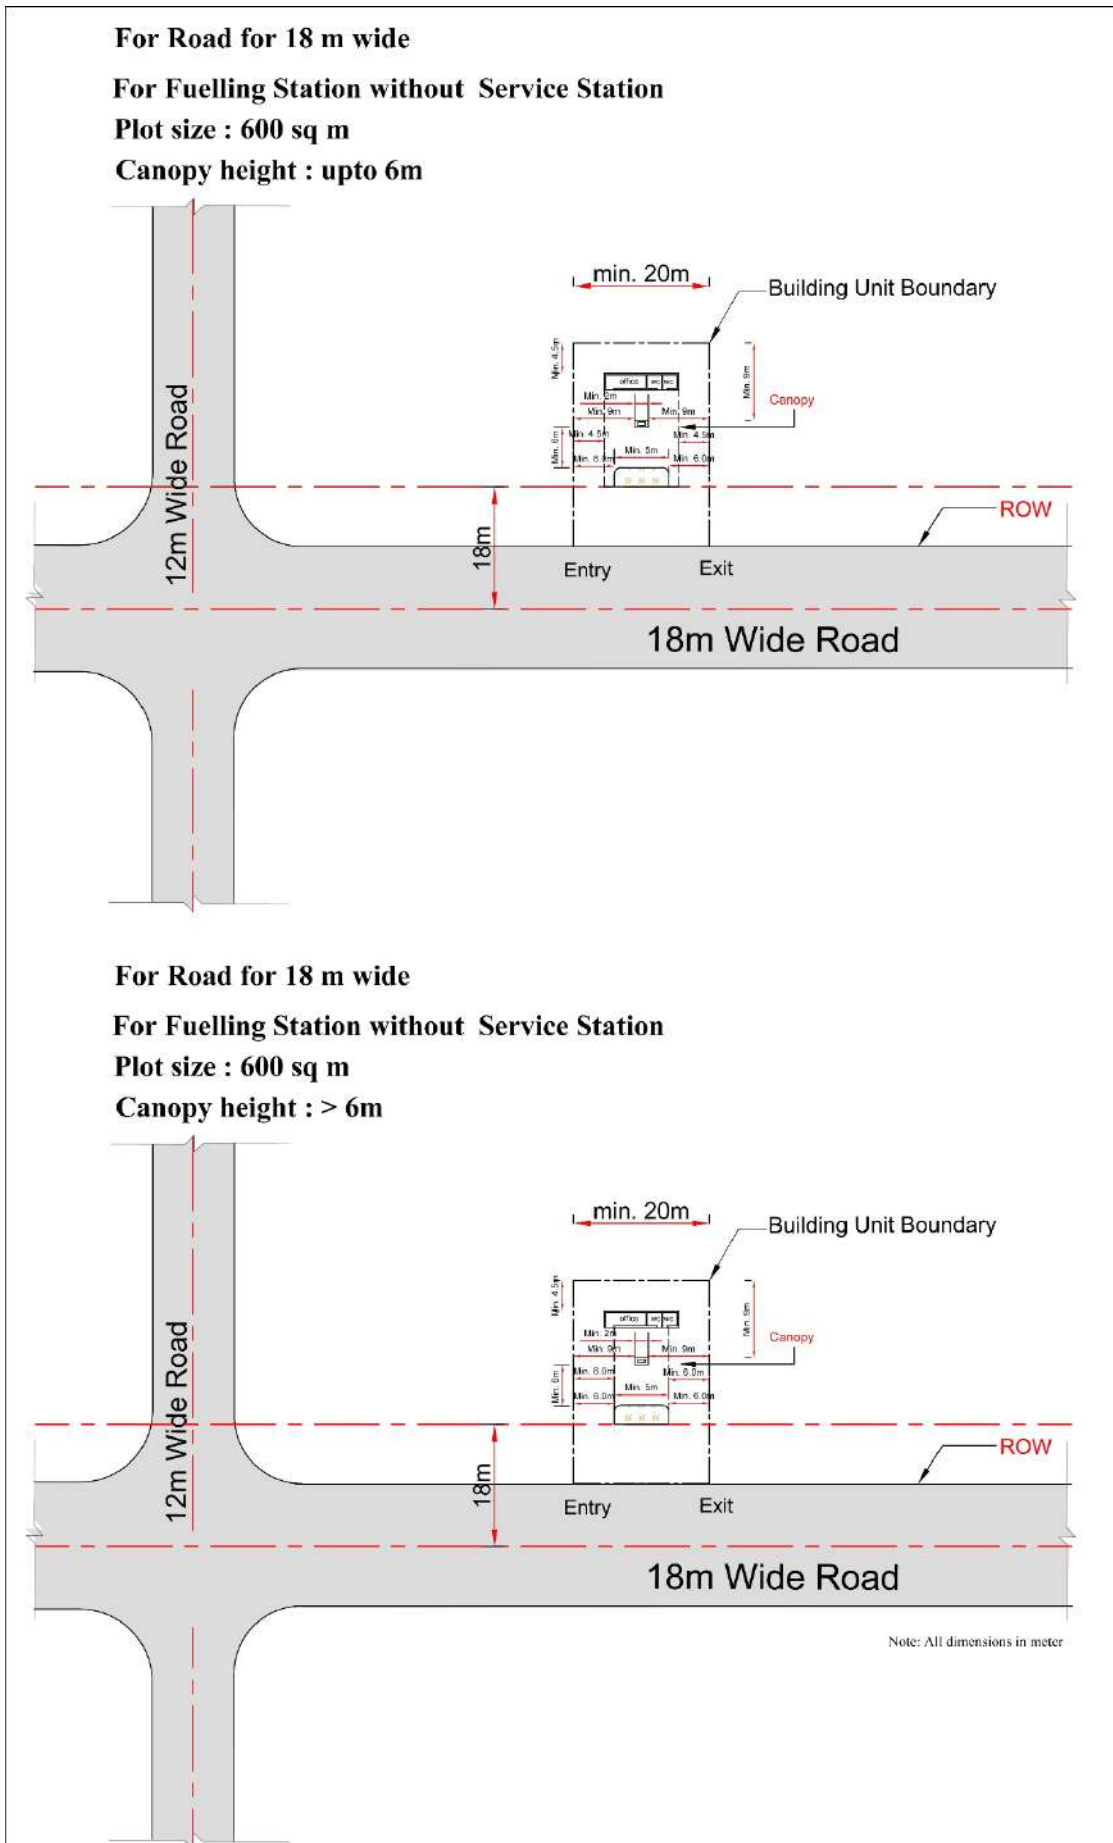 For Road for 18 m wide
For Fuelling Station without Service Station
Plot size : 600 sq m
Canopy height : upto 6m
min. 20m
Building Unit Boundary
Min. 4.5m
Min. 9m
office
WC
WC
Min. 2m
Canopy
Min. 9m
Min. 9m
Min. 6m
Min. 4.5m
Min. 5m
Min. 4.5m
Min. 6.0m
Min. 6.0m
12m Wide Road
ROW
18m
Entry
Exit
18m Wide Road
For Road for 18 m wide
For Fuelling Station without Service Station
Plot size : 600 sq m
Canopy height : > 6m
min. 20m
Building Unit Boundary
Min. 4.5m
Min. 9m
office
WC
WC
Min. 2m
Canopy
Min. 9m
Min. 9m
Min. 6m
Min. 6.0m
Min. 6.0m
Min. 6.0m
Min. 5m
Min. 6.0m
12m Wide Road
ROW
18m
Entry
Exit
18m Wide Road
Note: All dimensions in meter